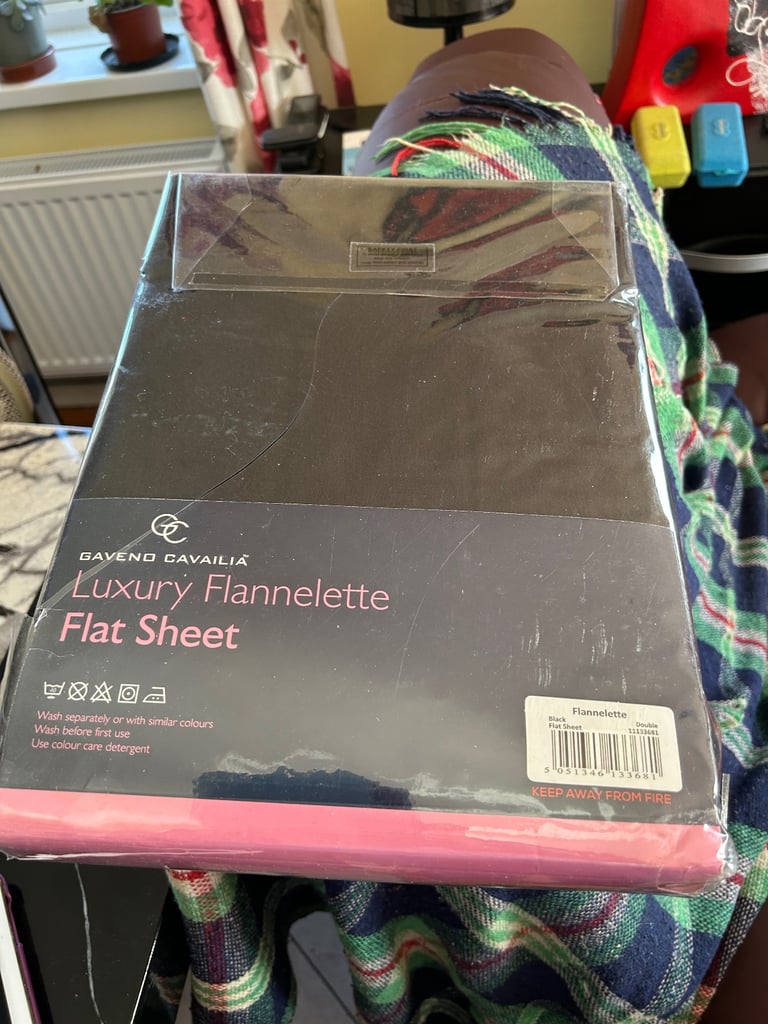 GC
GAVENO CAVAILIA™
Luxury Flannelette
Flat Sheet
Wash separately or with similar colours
Wash before first use
Use colour care detergent
Flannelette
Black Double
Flat Sheet 11133681
5 051346 133681
KEEP AWAY FROM FIRE